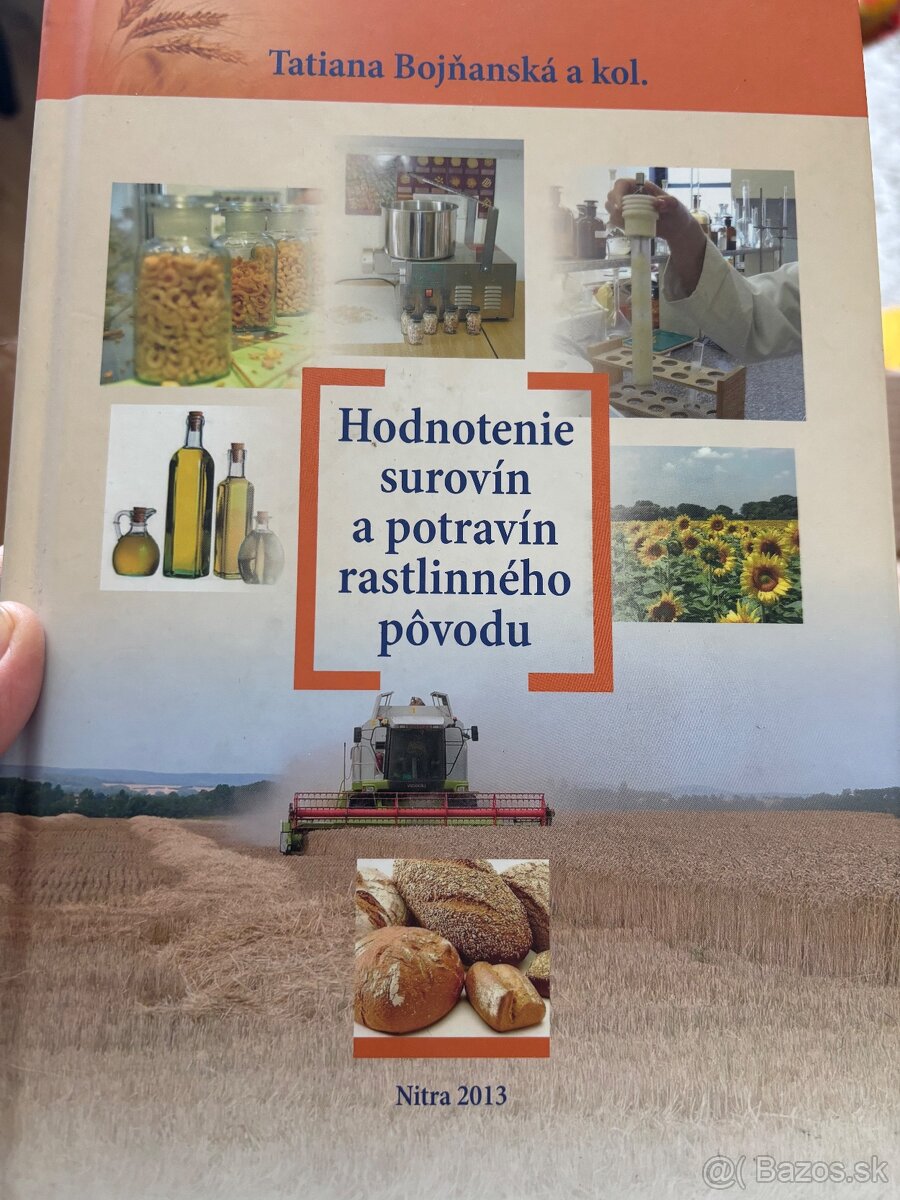 Tatiana Bojňanská a kol.
Hodnotenie
surovín
a potravín
rastlinného
pôvodu
Nitra 2013
@( Bazos.sk